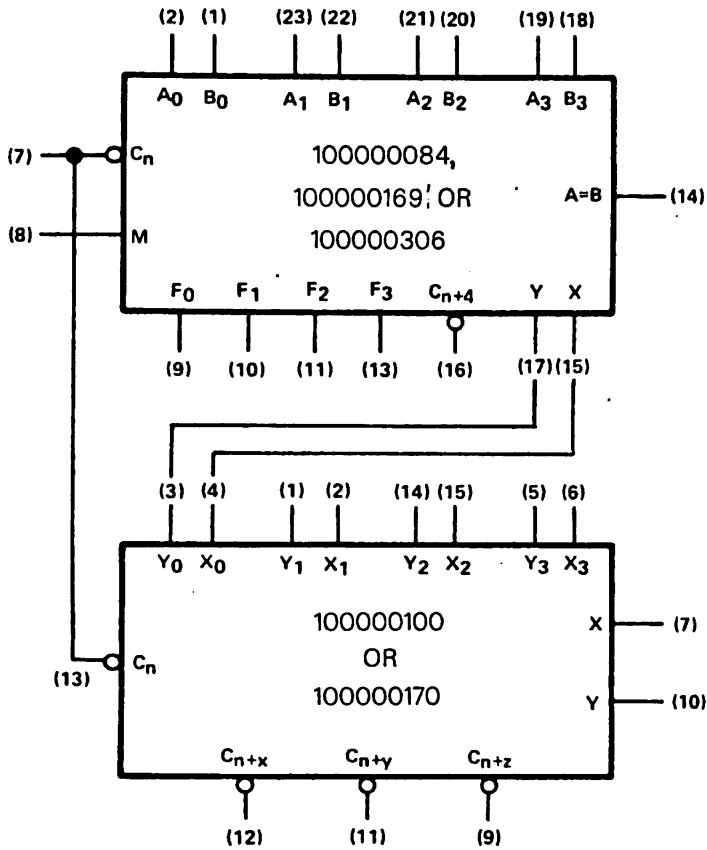 (2) (1) (23) (22) (21) (20) (19) (18)
A0 B0 A1 B1 A2 B2 A3 B3
(7) Cn 100000084,
100000169, OR A=B (14)
(8) M 100000306
F0 F1 F2 F3 Cn+4 Y X
(9) (10) (11) (13) (16) (17) (15)
(3) (4) (1) (2) (14) (15) (5) (6)
Y0 X0 Y1 X1 Y2 X2 Y3 X3
100000100 X (7)
(13) Cn OR
100000170 Y (10)
Cn+x Cn+y Cn+z
(12) (11) (9)